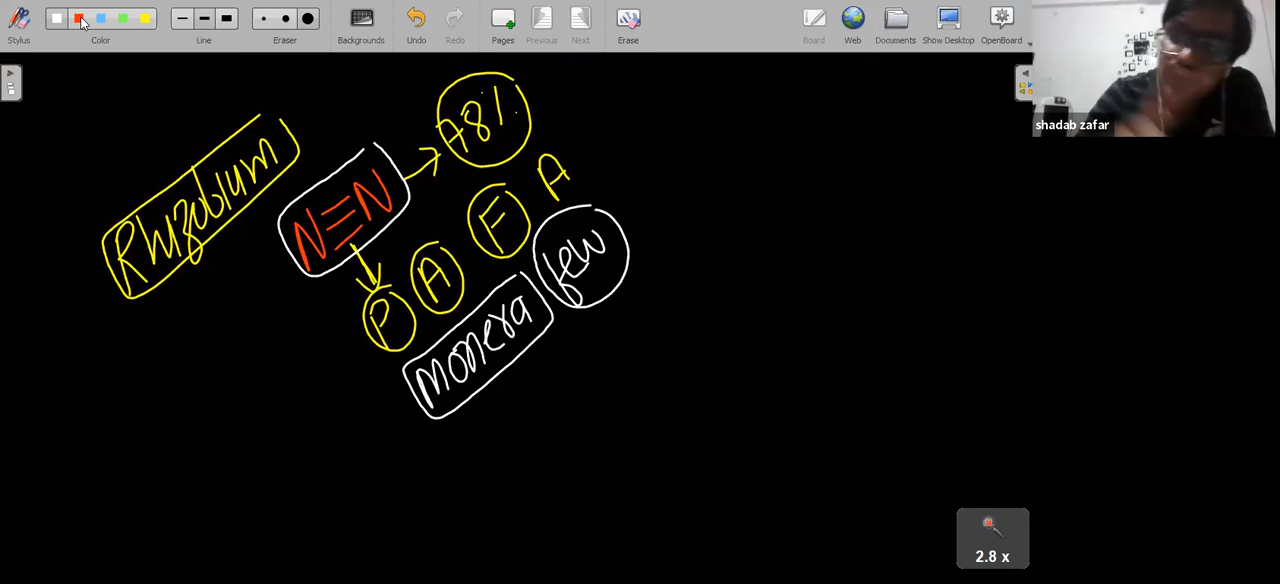 Stylus
Color
Line
Eraser
Backgrounds
Undo
Redo
Pages
Previous
Next
Erase
Board
Web
Documents
Show Desktop
OpenBoard
shadab zafar
Rhizobium
N≡N
A8%
P A F A
monera few
2.8 x